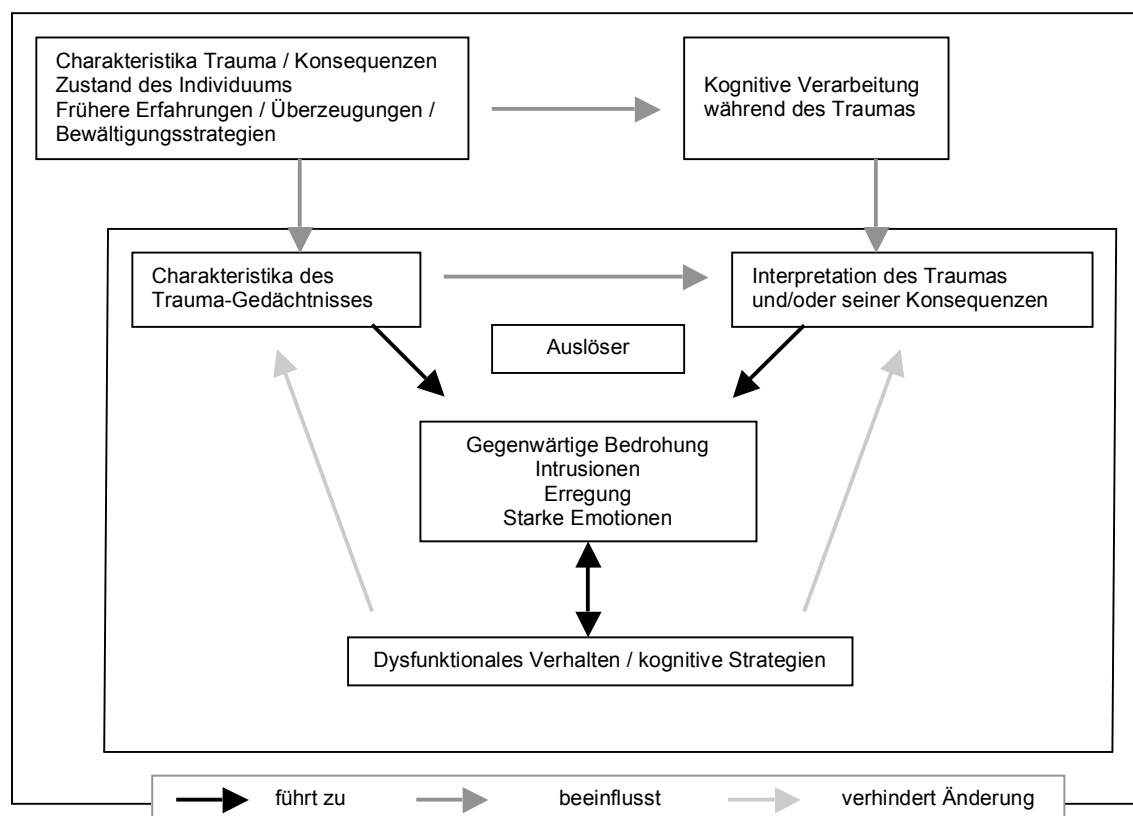 Charakteristika Trauma / Konsequenzen
Zustand des Individuums
Frühere Erfahrungen / Überzeugungen /
Bewältigungsstrategien
Kognitive Verarbeitung
während des Traumas
Charakteristika des
Trauma-Gedächtnisses
Interpretation des Traumas
und/oder seiner Konsequenzen
Auslöser
Gegenwärtige Bedrohung
Intrusionen
Erregung
Starke Emotionen
Dysfunktionales Verhalten / kognitive Strategien
führt zu
beeinflusst
verhindert Änderung